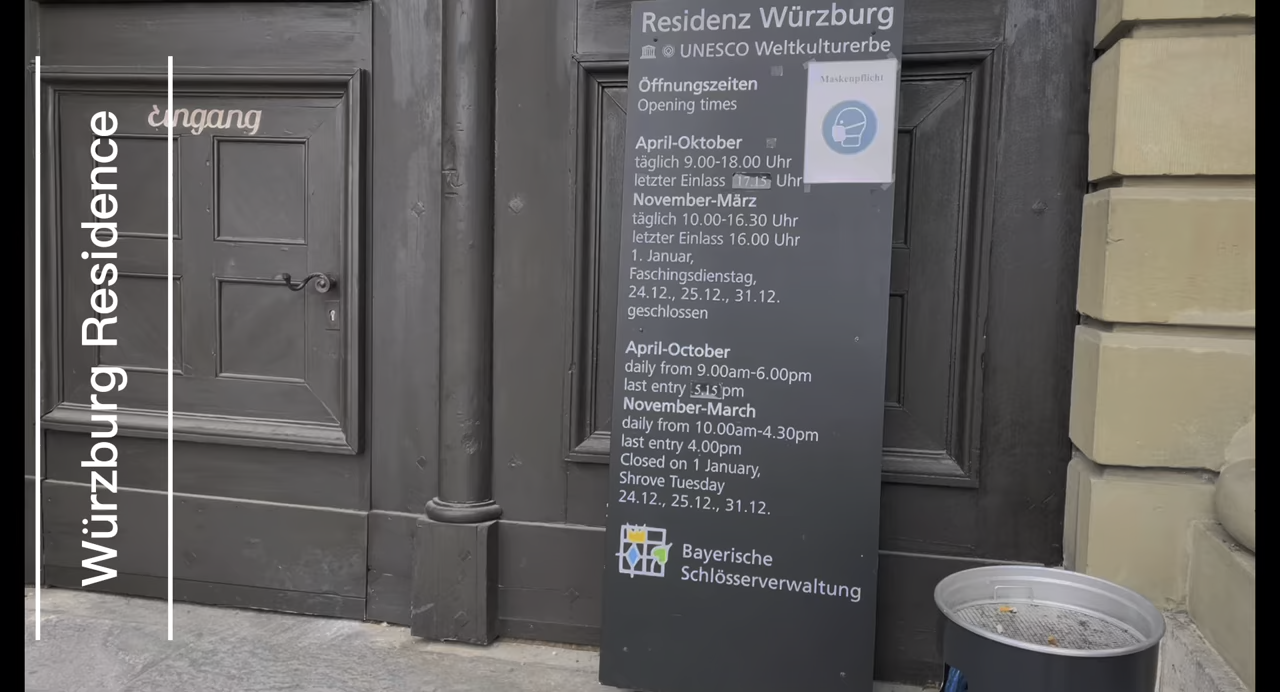 Würzburg Residence
Eingang
Residenz Würzburg
UNESCO Weltkulturerbe
Öffnungszeiten
Opening times
Maskenpflicht
April-Oktober
täglich 9.00-18.00 Uhr
letzter Einlass 17.15 Uhr
November-März
täglich 10.00-16.30 Uhr
letzter Einlass 16.00 Uhr
1. Januar,
Faschingsdienstag,
24.12., 25.12., 31.12.
geschlossen
April-October
daily from 9.00am-6.00pm
last entry 5.15 pm
November-March
daily from 10.00am-4.30pm
last entry 4.00pm
Closed on 1 January,
Shrove Tuesday
24.12., 25.12., 31.12.
Bayerische
Schlösserverwaltung